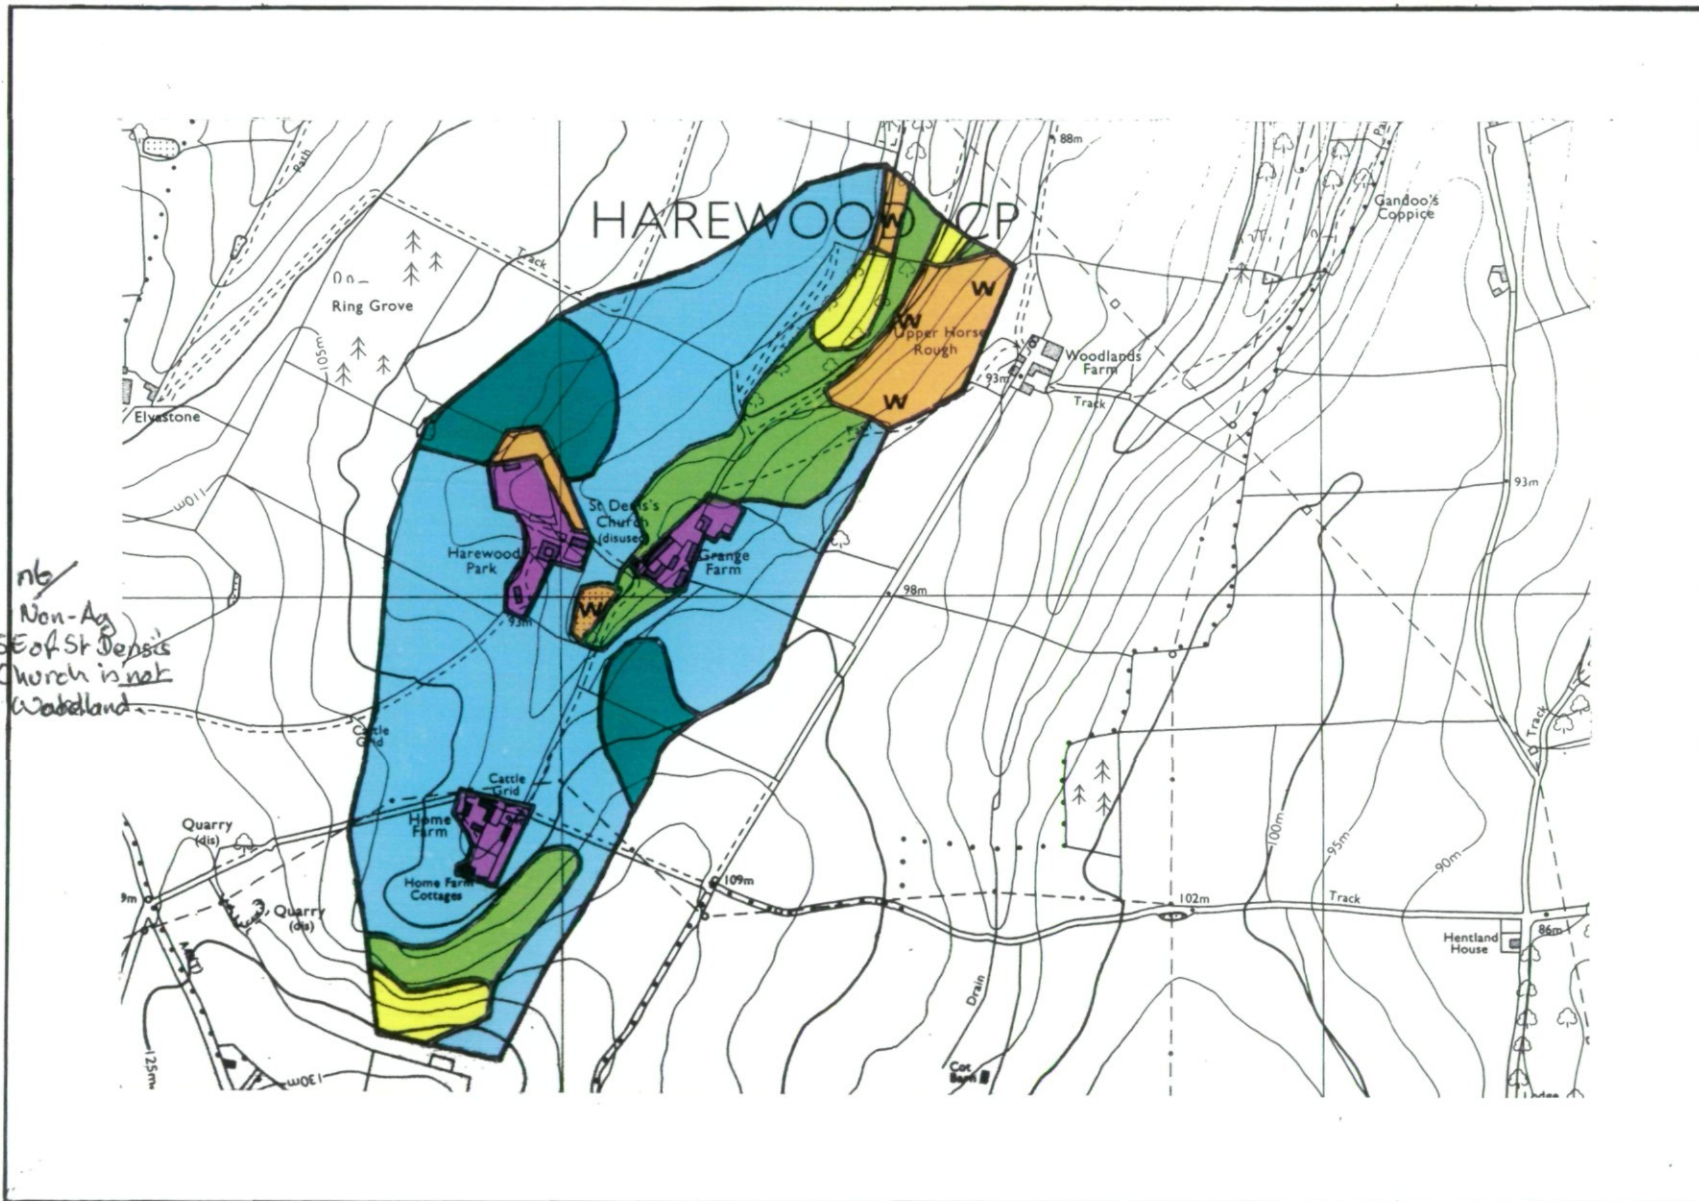 88m
Path
HAREWOOD CP
W
Gandoo's
Coppice
Track
Ring Grove
W
W
Upper Horse
Rough
105m
Woodlands
Farm
93m
Track
Elvastone
W
110m
93m
St Denis's
Church
(disused)
Harewood
Park
Grange
Farm
nb/
Non-Ag
SE of St Denis's
Church is not
Woodland
98m
W
93m
Cattle
Grid
Track
Cattle
Grid
Quarry
(dis)
Home
Farm
100m
95m
90m
Home Farm
Cottages
109m
9m
Quarry
(dis)
102m
Track
86m
Hentland
House
Drain
125m
130m
Cot
Barn
Lodge